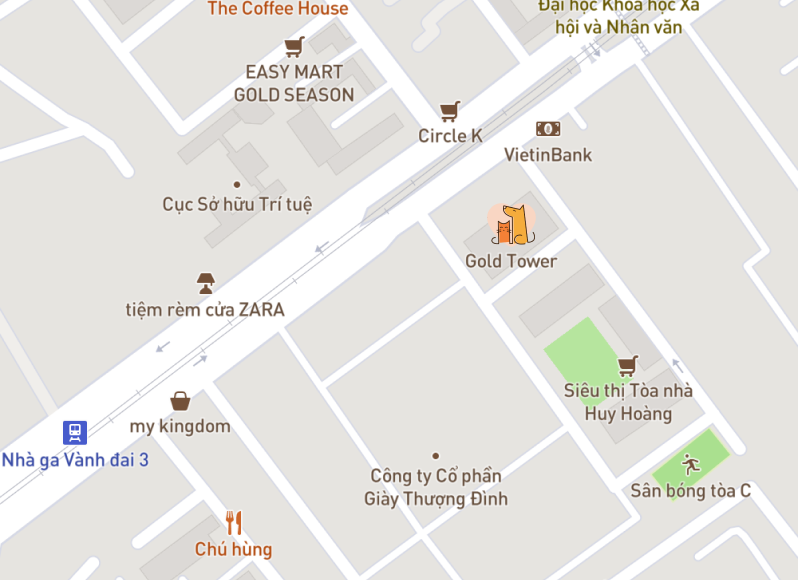 The Coffee House
Đại học Khoa học Xã
hội và Nhân văn
EASY MART
GOLD SEASON
Circle K
VietinBank
Cục Sở hữu Trí tuệ
Gold Tower
tiệm rèm cửa ZARA
Siêu thị Tòa nhà
Huy Hoàng
my kingdom
Nhà ga Vành đai 3
Công ty Cổ phần
Giày Thượng Đình
Sân bóng tòa C
Chú hùng